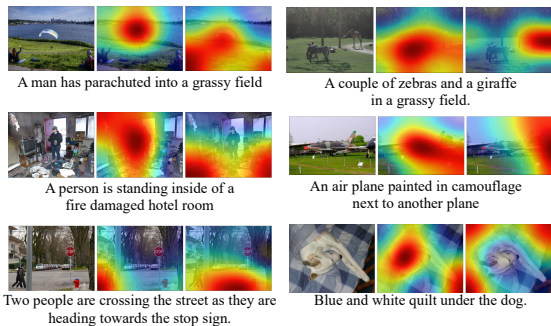 A man has parachuted into a grassy field
A couple of zebras and a giraffe
in a grassy field.
A person is standing inside of a
fire damaged hotel room
An air plane painted in camouflage
next to another plane
Two people are crossing the street as they are
heading towards the stop sign.
Blue and white quilt under the dog.